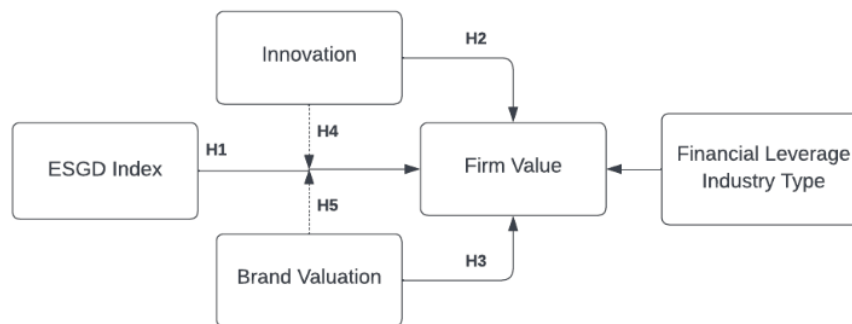 Innovation
H2
H4
ESGD Index
H1
Firm Value
Financial Leverage
Industry Type
H5
Brand Valuation
H3